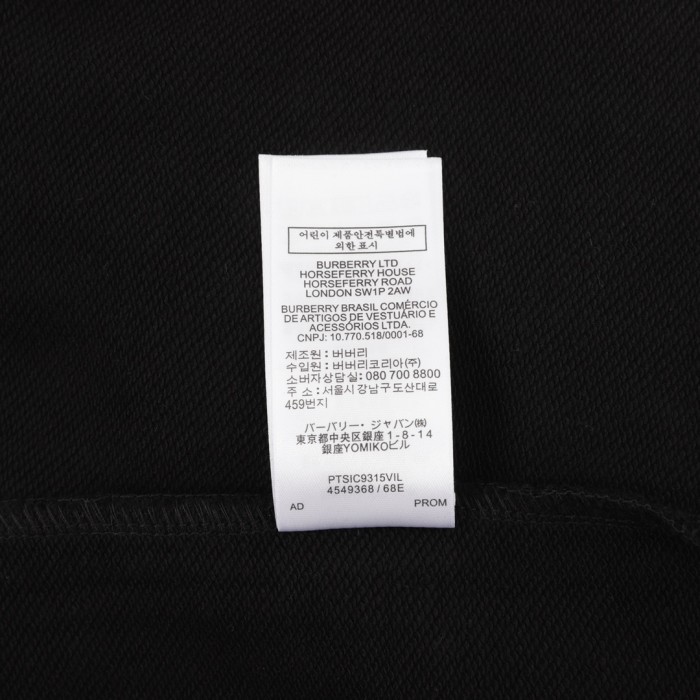 어린이 제품안전특별법에
외한 표시
BURBERRY LTD
HORSEFERRY HOUSE
HORSEFERRY ROAD
LONDON SW1P 2AW
BURBERRY BRASIL COMÉRCIO
DE ARTIGOS DE VESTUÁRIO E
ACESSÓRIOS LTDA.
CNPJ: 10.770.518/0001-68
제조원 : 버버리
수입원 : 버버리코리아(주)
소버자상담실: 080 700 8800
주 소 : 서울시강남구도산대로
459번지
バーバリー・ジャパン㈱
東京都中央区銀座1-8-14
銀座YOMIKOビル
PTSIC9315VIL
4549368 / 68E
AD PROM